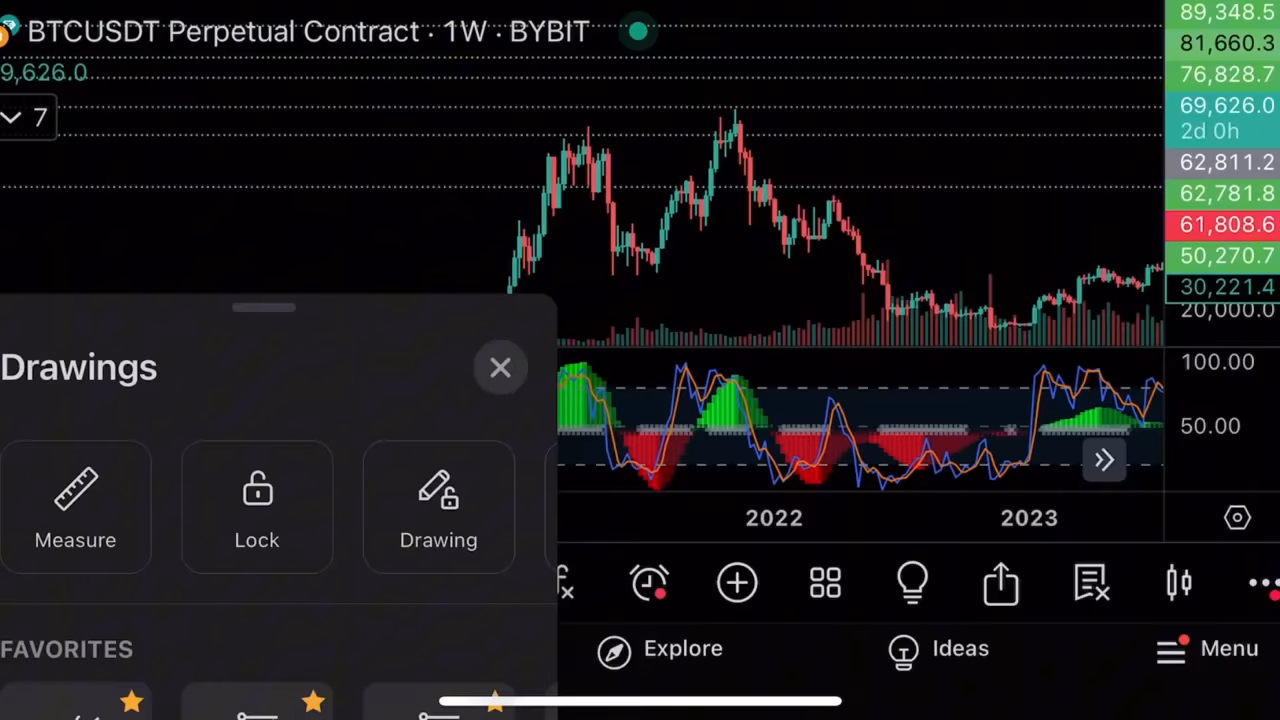 BTCUSDT Perpetual Contract · 1W · BYBIT
9,626.0
7
89,348.5
81,660.3
76,828.7
69,626.0
2d 0h
62,811.2
62,781.8
61,808.6
50,270.7
30,221.4
20,000.0
100.00
50.00
2022
2023
Drawings
Measure
Lock
Drawing
FAVORITES
Explore
Ideas
Menu